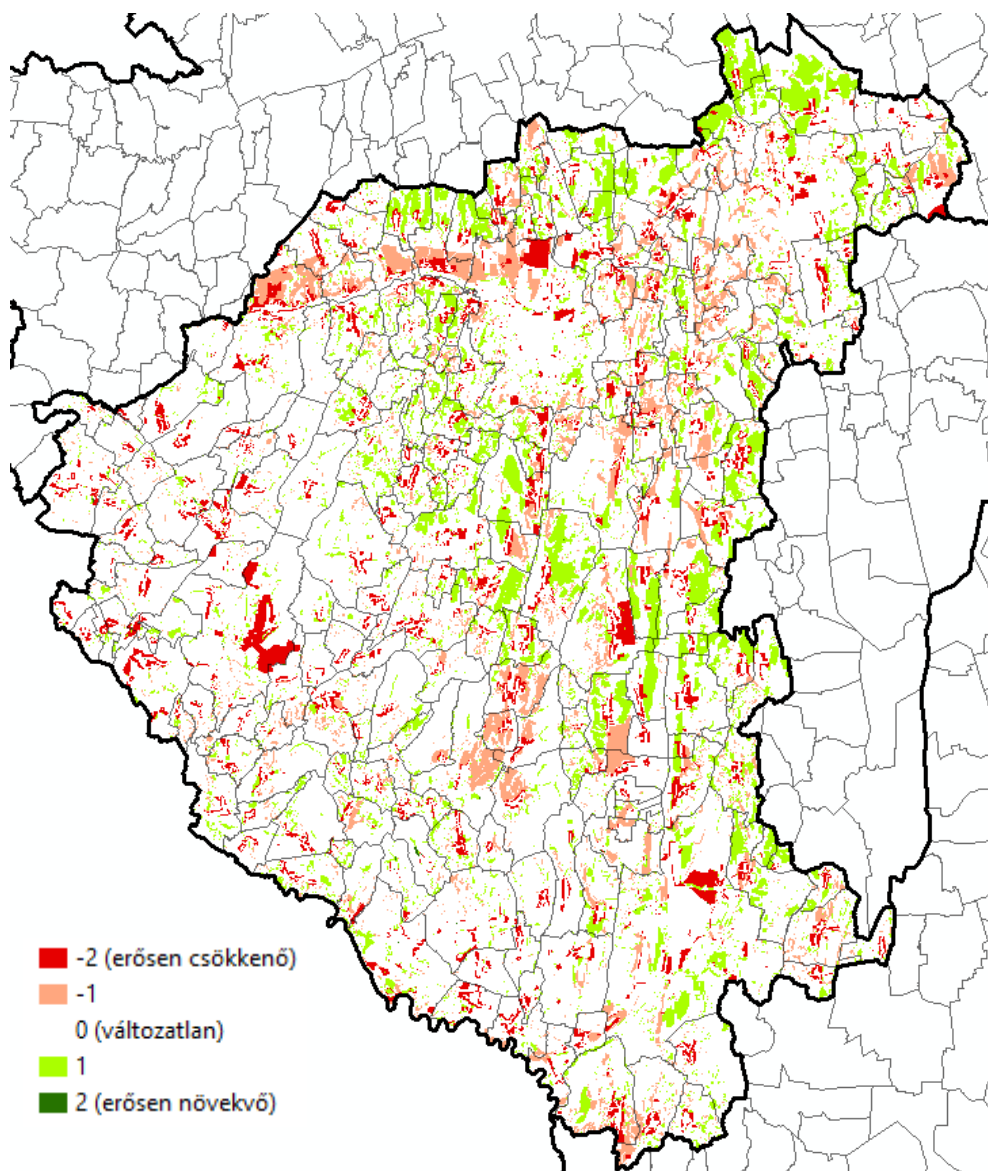 -2 (erősen csökkenő)
-1
0 (változatlan)
1
2 (erősen növekvő)